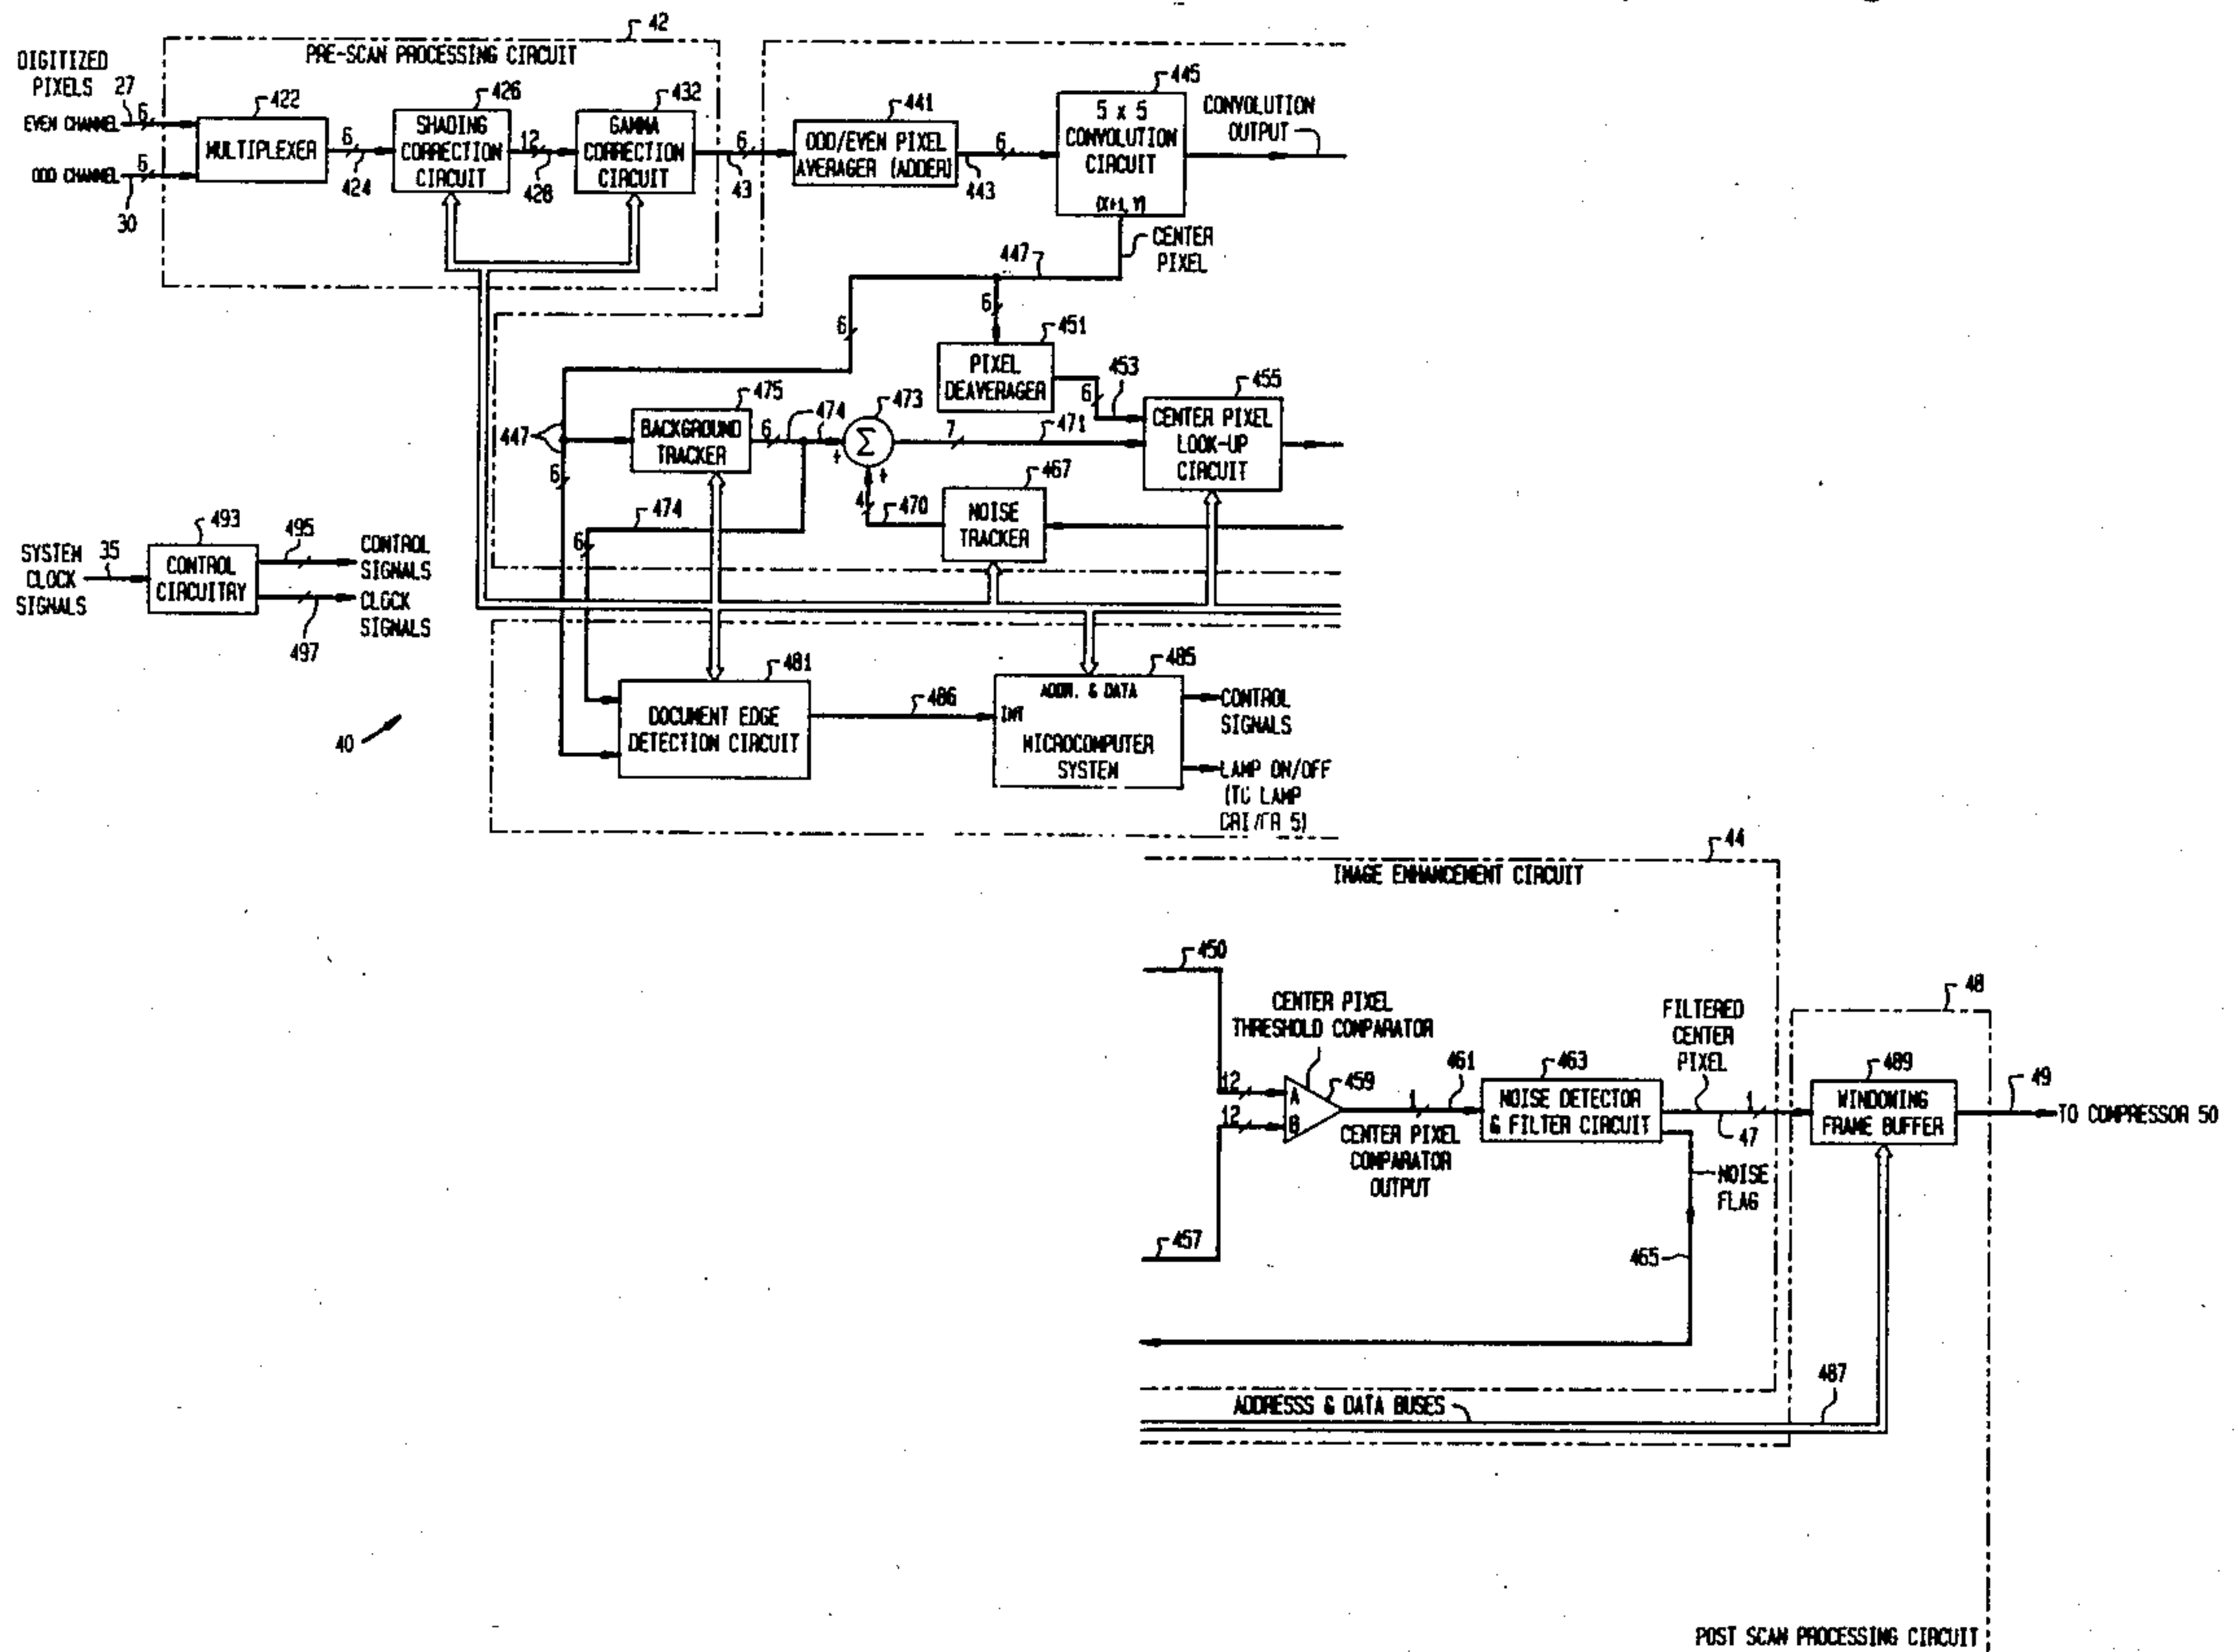 42
PRE-SCAN PROCESSING CIRCUIT
DIGITIZED
PIXELS
27
6
EVEN CHANNEL
ODD CHANNEL
6
30
422
MULTIPLEXER
6
424
426
SHADING
CORRECTION
CIRCUIT
12
428
432
GAMMA
CORRECTION
CIRCUIT
6
43
441
ODD/EVEN PIXEL
AVERAGER (ADDER)
6
443
445
5 x 5
CONVOLUTION
CIRCUIT
(X+1, Y)
CONVOLUTION
OUTPUT
CENTER
PIXEL
447
6
6
451
PIXEL
DEAVERAGER
453
6
455
CENTER PIXEL
LOOK-UP
CIRCUIT
447
6
475
BACKGROUND
TRACKER
6
474
473
Σ
+
+
7
471
467
NOISE
TRACKER
4
470
474
6
493
SYSTEM
CLOCK
SIGNALS
35
CONTROL
CIRCUITRY
495
CONTROL
SIGNALS
CLOCK
SIGNALS
497
40
481
DOCUMENT EDGE
DETECTION CIRCUIT
486
485
ADDR. & DATA
INT
MICROCOMPUTER
SYSTEM
CONTROL
SIGNALS
LAMP ON/OFF
(TO LAMP
5)
44
IMAGE ENHANCEMENT CIRCUIT
450
CENTER PIXEL
THRESHOLD COMPARATOR
12
A
459
12
B
1
461
CENTER PIXEL
COMPARATOR
OUTPUT
463
NOISE DETECTOR
& FILTER CIRCUIT
FILTERED
CENTER
PIXEL
1
47
NOISE
FLAG
465
457
48
489
WINDOWING
FRAME BUFFER
49
TO COMPRESSOR 50
487
ADDRESSS & DATA BUSES
POST SCAN PROCESSING CIRCUIT